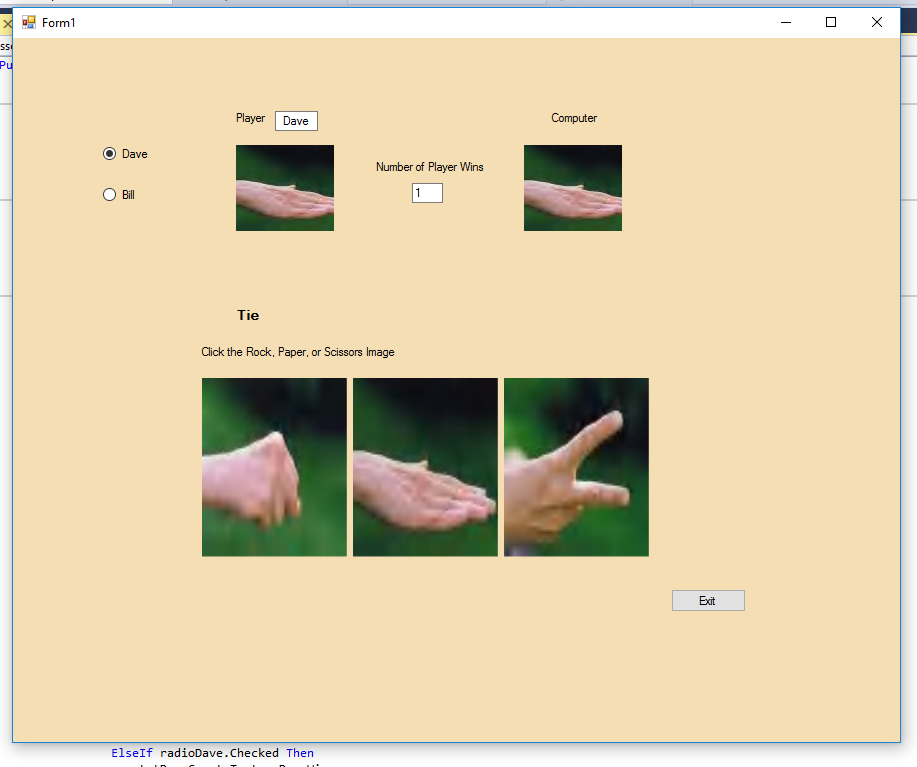 Form1
Player Dave
Computer
Dave
Number of Player Wins
Bill
1
Tie
Click the Rock, Paper, or Scissors Image
Exit
ElseIf radioDave.Checked Then